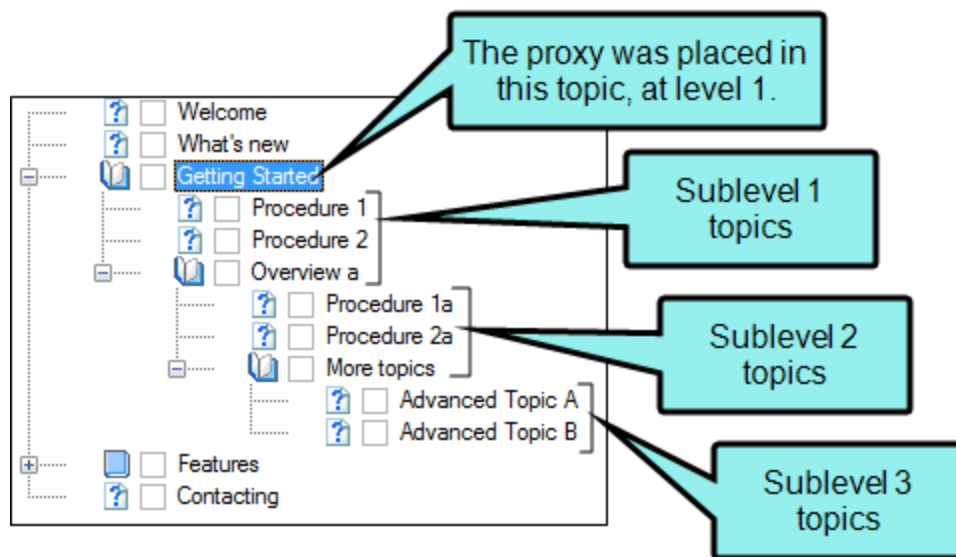 The proxy was placed in
this topic, at level 1.
Welcome
What's new
Getting Started
Procedure 1
Procedure 2
Overview a
Sublevel 1
topics
Procedure 1a
Procedure 2a
More topics
Sublevel 2
topics
Advanced Topic A
Advanced Topic B
Features
Contacting
Sublevel 3
topics